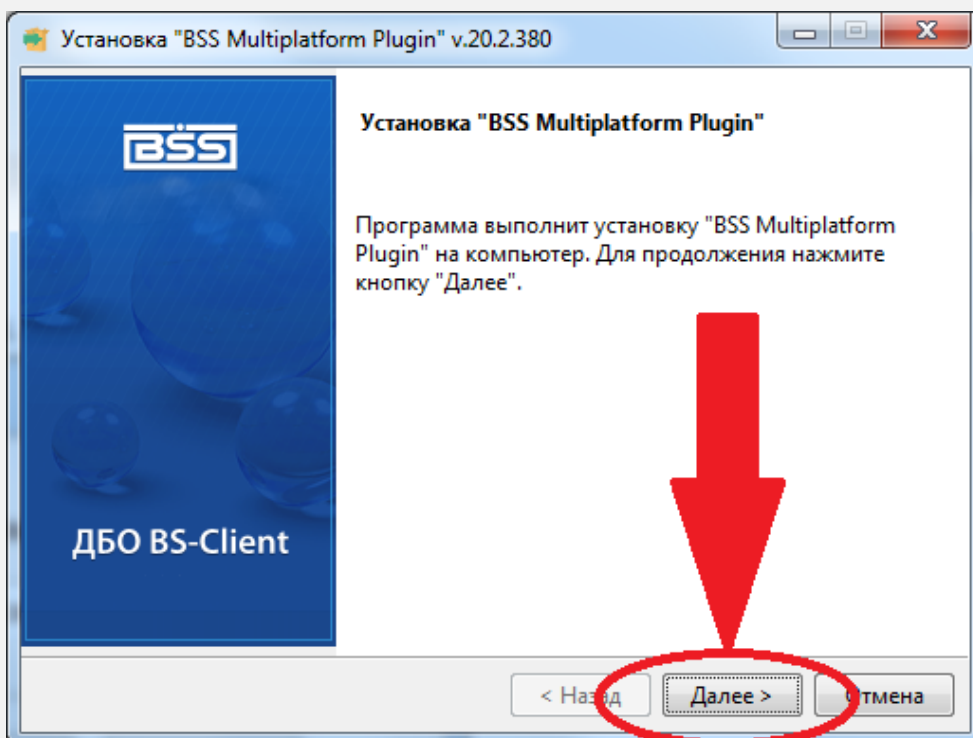 Установка "BSS Multiplatform Plugin" v.20.2.380
BSS
Установка "BSS Multiplatform Plugin"
Программа выполнит установку "BSS Multiplatform
Plugin" на компьютер. Для продолжения нажмите
кнопку "Далее".
ДБО BS-Client
< Назад
Далее >
Отмена